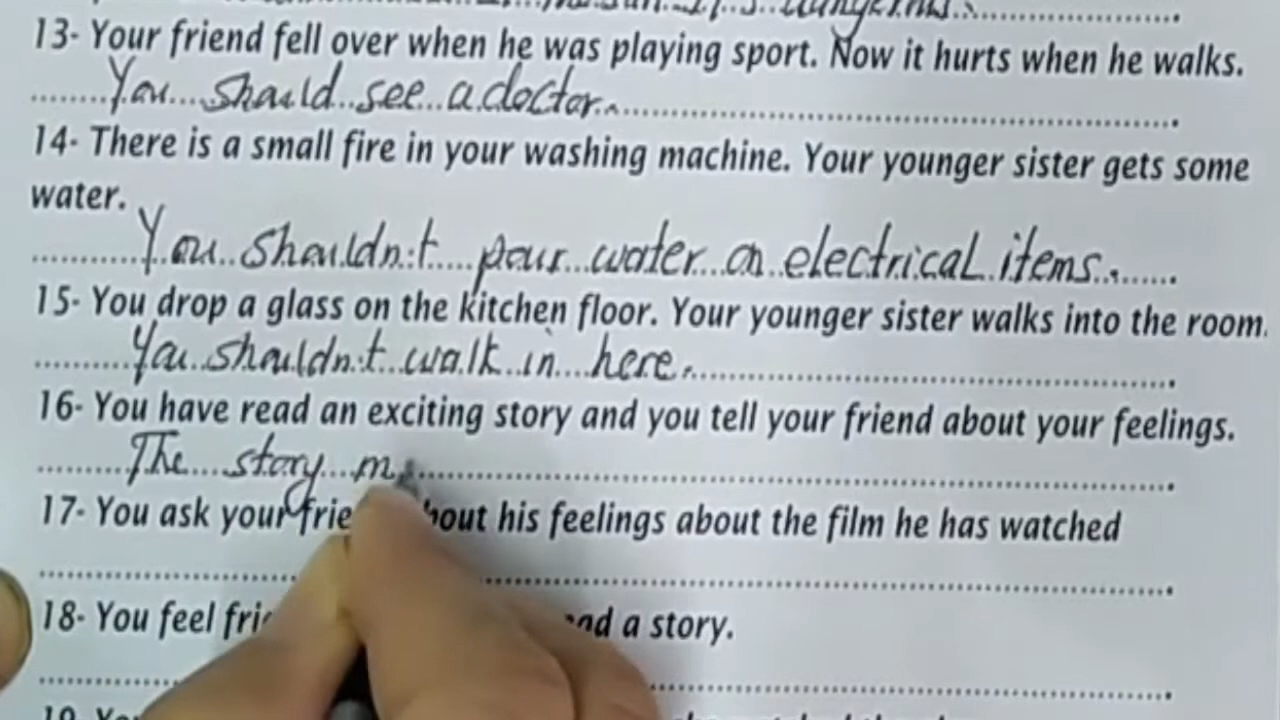 the sun. It's dangerous.
13- Your friend fell over when he was playing sport. Now it hurts when he walks.
You should see a doctor.
14- There is a small fire in your washing machine. Your younger sister gets some
water.
You shouldn't pour water on electrical items.
15- You drop a glass on the kitchen floor. Your younger sister walks into the room.
You shouldn't walk in here.
16- You have read an exciting story and you tell your friend about your feelings.
The story m
17- You ask your frie bout his feelings about the film he has watched
18- You feel a story.